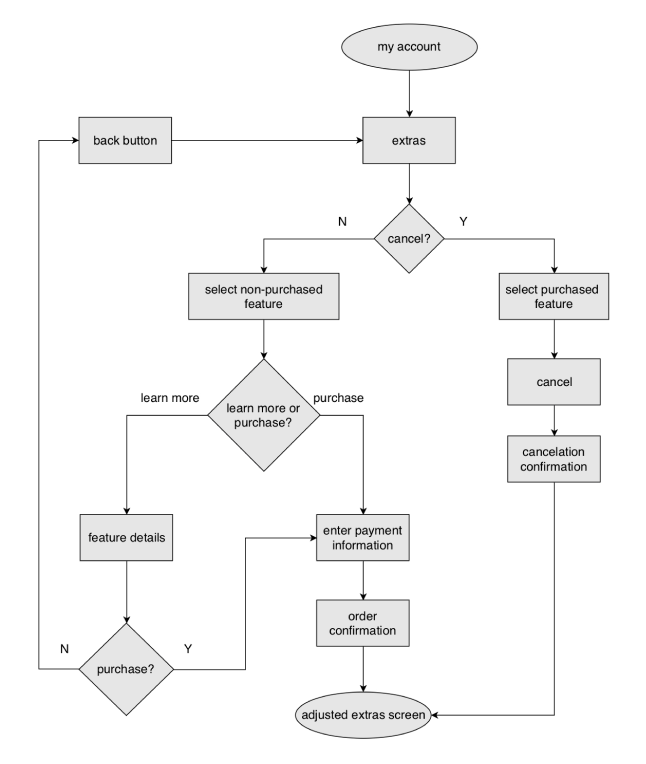 my account
back button
extras
N
Y
cancel?
select non-purchased
feature
select purchased
feature
cancel
learn more
purchase
learn more or
purchase?
cancelation
confirmation
feature details
enter payment
information
order
confirmation
N
Y
purchase?
adjusted extras screen